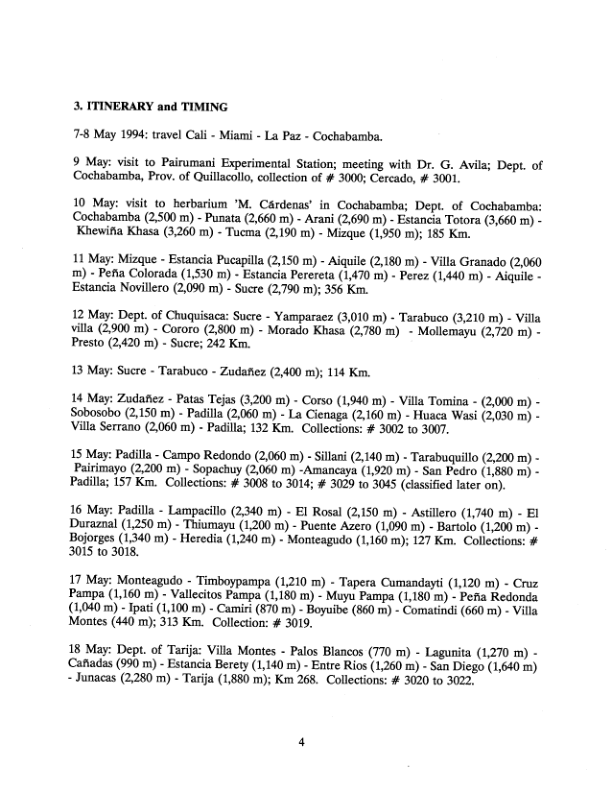 3. ITINERARY and TIMING
7-8 May 1994: travel Cali - Miami - La Paz - Cochabamba.
9 May: visit to Pairumani Experimental Station; meeting with Dr. G. Avila; Dept. of
Cochabamba, Prov. of Quillacollo, collection of # 3000; Cercado, # 3001.
10 May: visit to herbarium 'M. Cárdenas' in Cochabamba; Dept. of Cochabamba:
Cochabamba (2,500 m) - Punata (2,660 m) - Arani (2,690 m) - Estancia Totora (3,660 m) -
Khewiña Khasa (3,260 m) - Tucma (2,190 m) - Mizque (1,950 m); 185 Km.
11 May: Mizque - Estancia Pucapilla (2,150 m) - Aiquile (2,180 m) - Villa Granado (2,060
m) - Peña Colorada (1,530 m) - Estancia Perereta (1,470 m) - Perez (1,440 m) - Aiquile -
Estancia Novillero (2,090 m) - Sucre (2,790 m); 356 Km.
12 May: Dept. of Chuquisaca: Sucre - Yamparaez (3,010 m) - Tarabuco (3,210 m) - Villa
villa (2,900 m) - Cororo (2,800 m) - Morado Khasa (2,780 m) - Mollemayu (2,720 m) -
Presto (2,420 m) - Sucre; 242 Km.
13 May: Sucre - Tarabuco - Zudañez (2,400 m); 114 Km.
14 May: Zudañez - Patas Tejas (3,200 m) - Corso (1,940 m) - Villa Tomina - (2,000 m) -
Sobosobo (2,150 m) - Padilla (2,060 m) - La Cienaga (2,160 m) - Huaca Wasi (2,030 m) -
Villa Serrano (2,060 m) - Padilla; 132 Km. Collections: # 3002 to 3007.
15 May: Padilla - Campo Redondo (2,060 m) - Sillani (2,140 m) - Tarabuquillo (2,200 m) -
Pairimayo (2,200 m) - Sopachuy (2,060 m) -Amancaya (1,920 m) - San Pedro (1,880 m) -
Padilla; 157 Km. Collections: # 3008 to 3014; # 3029 to 3045 (classified later on).
16 May: Padilla - Lampacillo (2,340 m) - El Rosal (2,150 m) - Astillero (1,740 m) - El
Duraznal (1,250 m) - Thiumayu (1,200 m) - Puente Azero (1,090 m) - Bartolo (1,200 m) -
Bojorges (1,340 m) - Heredia (1,240 m) - Monteagudo (1,160 m); 127 Km. Collections: #
3015 to 3018.
17 May: Monteagudo - Timboypampa (1,210 m) - Tapera Cumandayti (1,120 m) - Cruz
Pampa (1,160 m) - Vallecitos Pampa (1,180 m) - Muyu Pampa (1,180 m) - Peña Redonda
(1,040 m) - Ipati (1,100 m) - Camiri (870 m) - Boyuibe (860 m) - Comatindi (660 m) - Villa
Montes (440 m); 313 Km. Collection: # 3019.
18 May: Dept. of Tarija: Villa Montes - Palos Blancos (770 m) - Lagunita (1,270 m) -
Cañadas (990 m) - Estancia Berety (1,140 m) - Entre Rios (1,260 m) - San Diego (1,640 m)
- Junacas (2,280 m) - Tarija (1,880 m); Km 268. Collections: # 3020 to 3022.
4